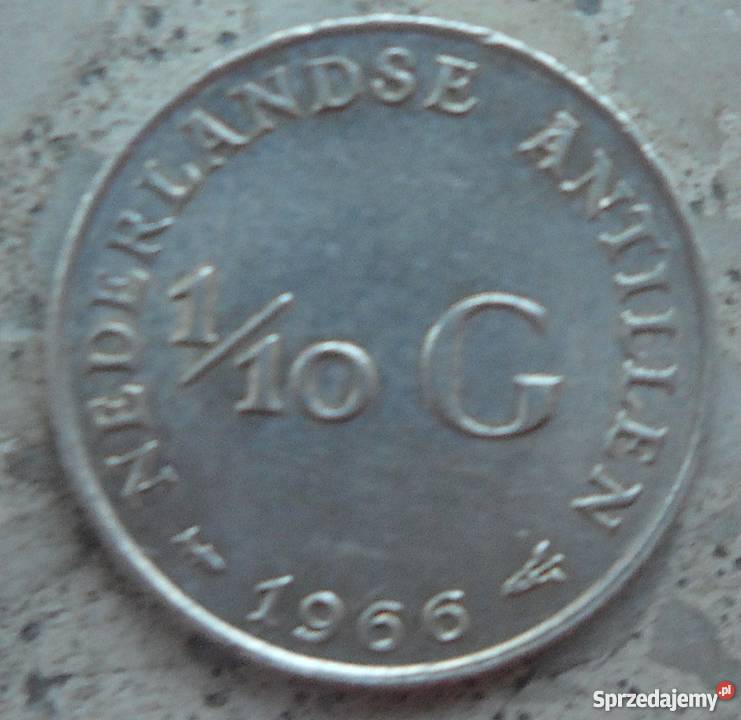 NEDERLANDSE ANTILLEN
1/10 G
1966
Sprzedajemy.pl